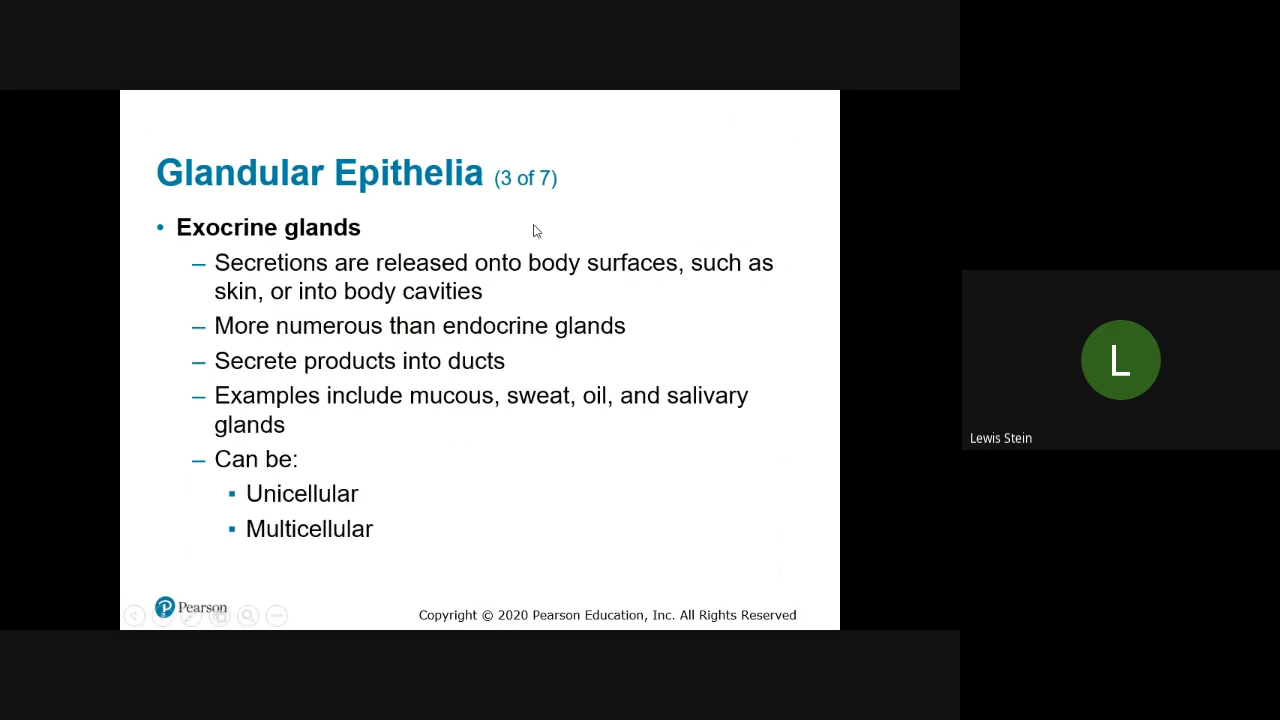 Glandular Epithelia (3 of 7)
• Exocrine glands
– Secretions are released onto body surfaces, such as
skin, or into body cavities
– More numerous than endocrine glands
– Secrete products into ducts
– Examples include mucous, sweat, oil, and salivary
glands
– Can be:
▪ Unicellular
▪ Multicellular
P Pearson
Copyright © 2020 Pearson Education, Inc. All Rights Reserved
L
Lewis Stein